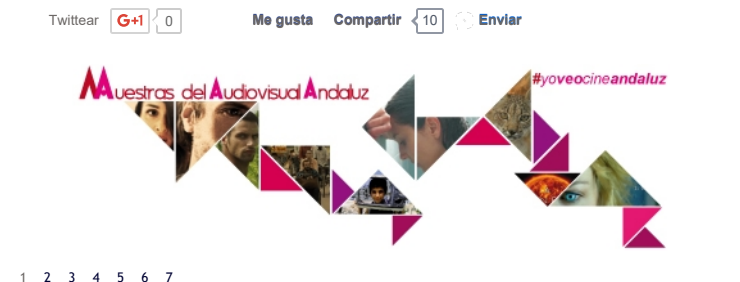 Twittear G+1 0 Me gusta Compartir 10 Enviar
Muestras del Audiovisual Andaluz
#yoveocineandaluz
1 2 3 4 5 6 7